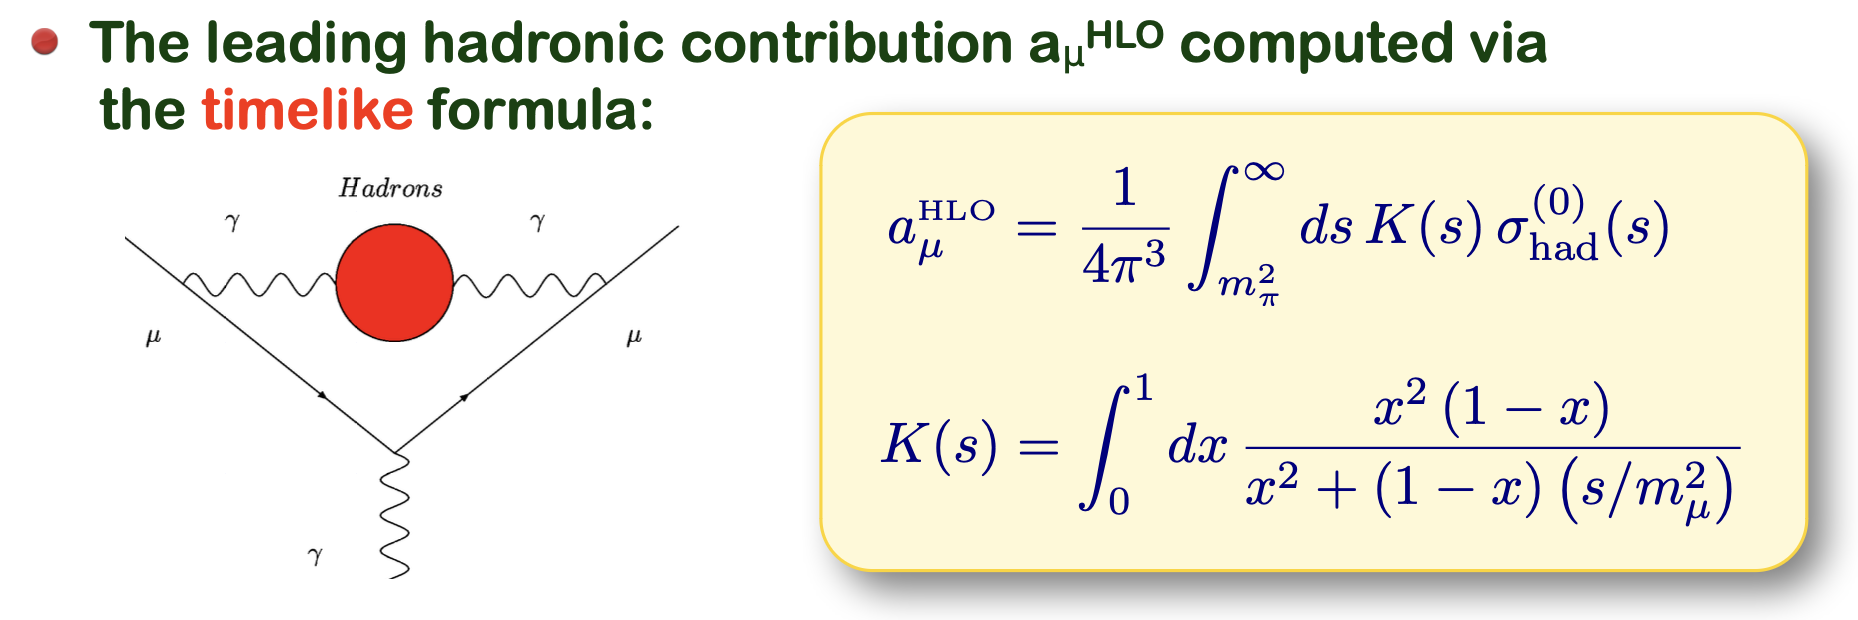 The leading hadronic contribution aμ^HLO computed via
the timelike formula:
Hadrons
γ γ
μ μ
γ
a_μ^HLO = 1/4π³ ∫_{m_π²}^∞ ds K(s) σ_had^(0)(s)
K(s) = ∫_0^1 dx x² (1 − x) / x² + (1 − x) (s/m_μ²)